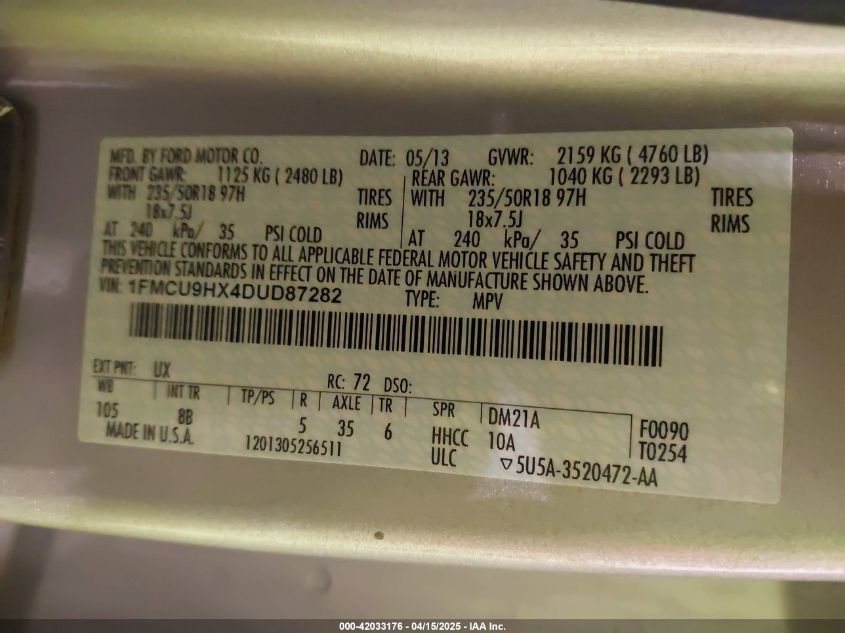 MFD. BY FORD MOTOR CO. DATE: 05/13 GVWR: 2159 KG ( 4760 LB)
FRONT GAWR: 1125 KG ( 2480 LB) REAR GAWR: 1040 KG ( 2293 LB)
WITH 235/50R18 97H TIRES WITH 235/50R18 97H TIRES
18x7.5J RIMS 18x7.5J RIMS
AT 240 kPa/ 35 PSI COLD AT 240 kPa/ 35 PSI COLD
THIS VEHICLE CONFORMS TO ALL APPLICABLE FEDERAL MOTOR VEHICLE SAFETY AND THEFT
PREVENTION STANDARDS IN EFFECT ON THE DATE OF MANUFACTURE SHOWN ABOVE.
VIN: 1FMCU9HX4DUD87282 TYPE: MPV
EXT PNT: UX RC: 72 DSO:
WB INT TR TP/PS R AXLE TR SPR DM21A F0090
105 8B 5 35 6 HHCC 10A T0254
MADE IN U.S.A. 1201305256511 ULC ▽5U5A-3520472-AA
000-42033176 - 04/15/2025 - IAA Inc.